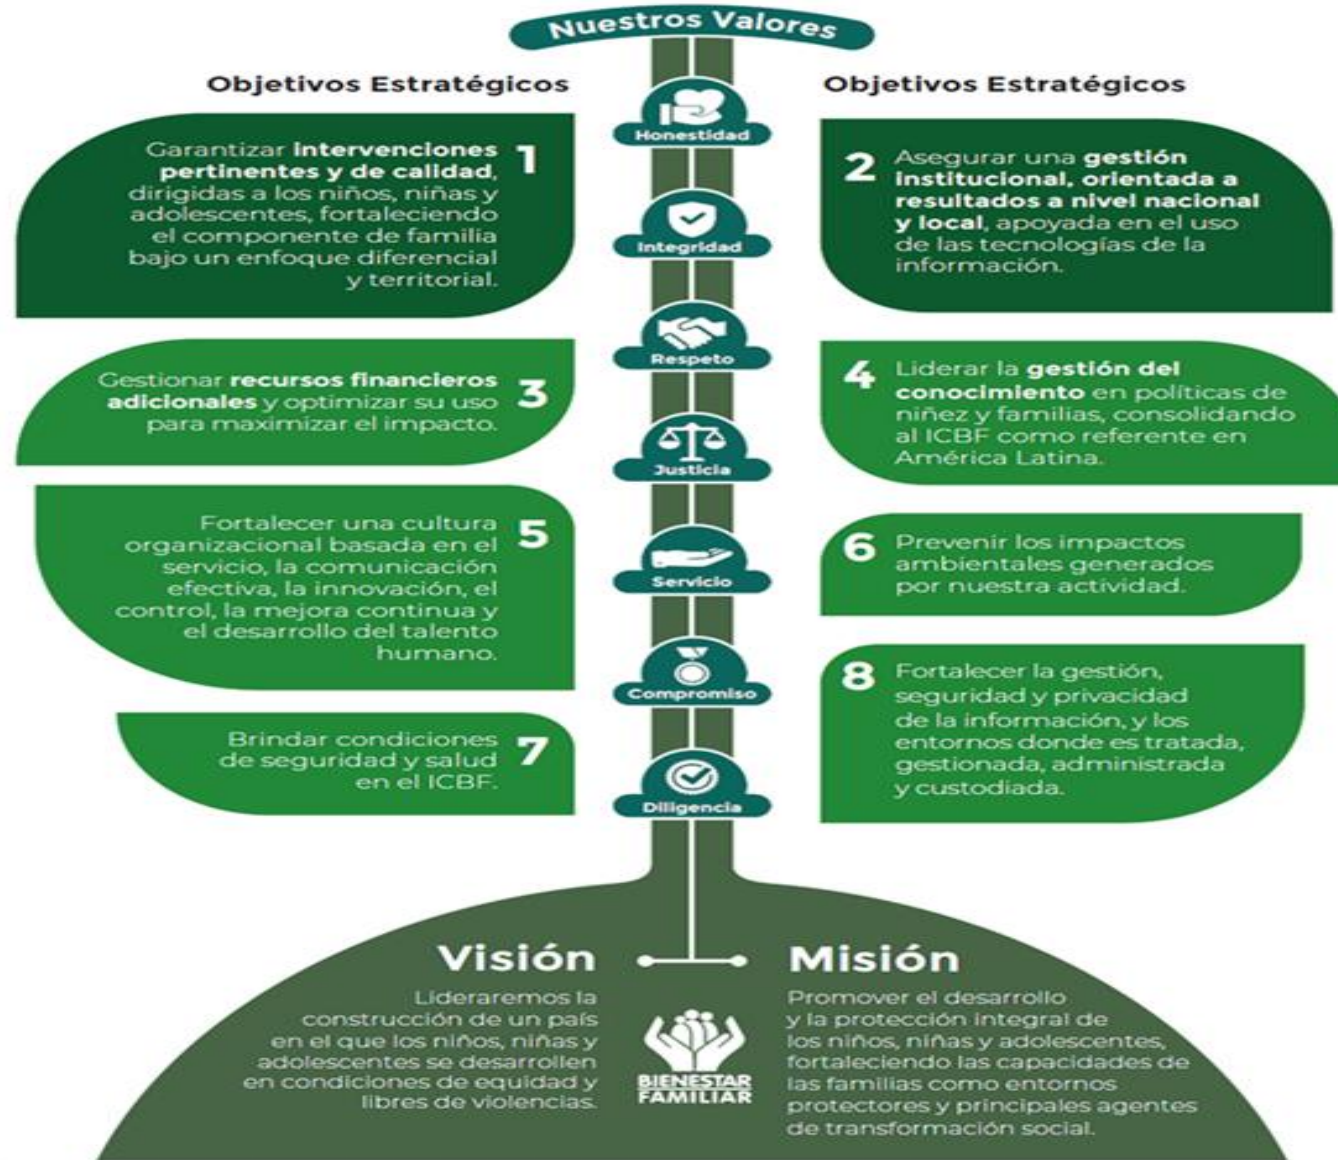 Nuestros Valores
Objetivos Estratégicos
Objetivos Estratégicos
Honestidad
Integridad
Respeto
Justicia
Servicio
Compromiso
Diligencia
1
Garantizar intervenciones
pertinentes y de calidad,
dirigidas a los niños, niñas y
adolescentes, fortaleciendo
el componente de familia
bajo un enfoque diferencial
y territorial.
2
Asegurar una gestión
institucional, orientada a
resultados a nivel nacional
y local, apoyada en el uso
de las tecnologías de la
información.
3
Gestionar recursos financieros
adicionales y optimizar su uso
para maximizar el impacto.
4
Liderar la gestión del
conocimiento en políticas de
niñez y familias, consolidando
al ICBF como referente en
América Latina.
5
Fortalecer una cultura
organizacional basada en el
servicio, la comunicación
efectiva, la innovación, el
control, la mejora continua y
el desarrollo del talento
humano.
6
Prevenir los impactos
ambientales generados
por nuestra actividad.
7
Brindar condiciones
de seguridad y salud
en el ICBF.
8
Fortalecer la gestión,
seguridad y privacidad
de la información, y los
entornos donde es tratada,
gestionada, administrada
y custodiada.
Visión
Lideraremos la
construcción de un país
en el que los niños, niñas y
adolescentes se desarrollen
en condiciones de equidad y
libres de violencias.
BIENESTAR
FAMILIAR
Misión
Promover el desarrollo
y la protección integral de
los niños, niñas y adolescentes,
fortaleciendo las capacidades de
las familias como entornos
protectores y principales agentes
de transformación social.